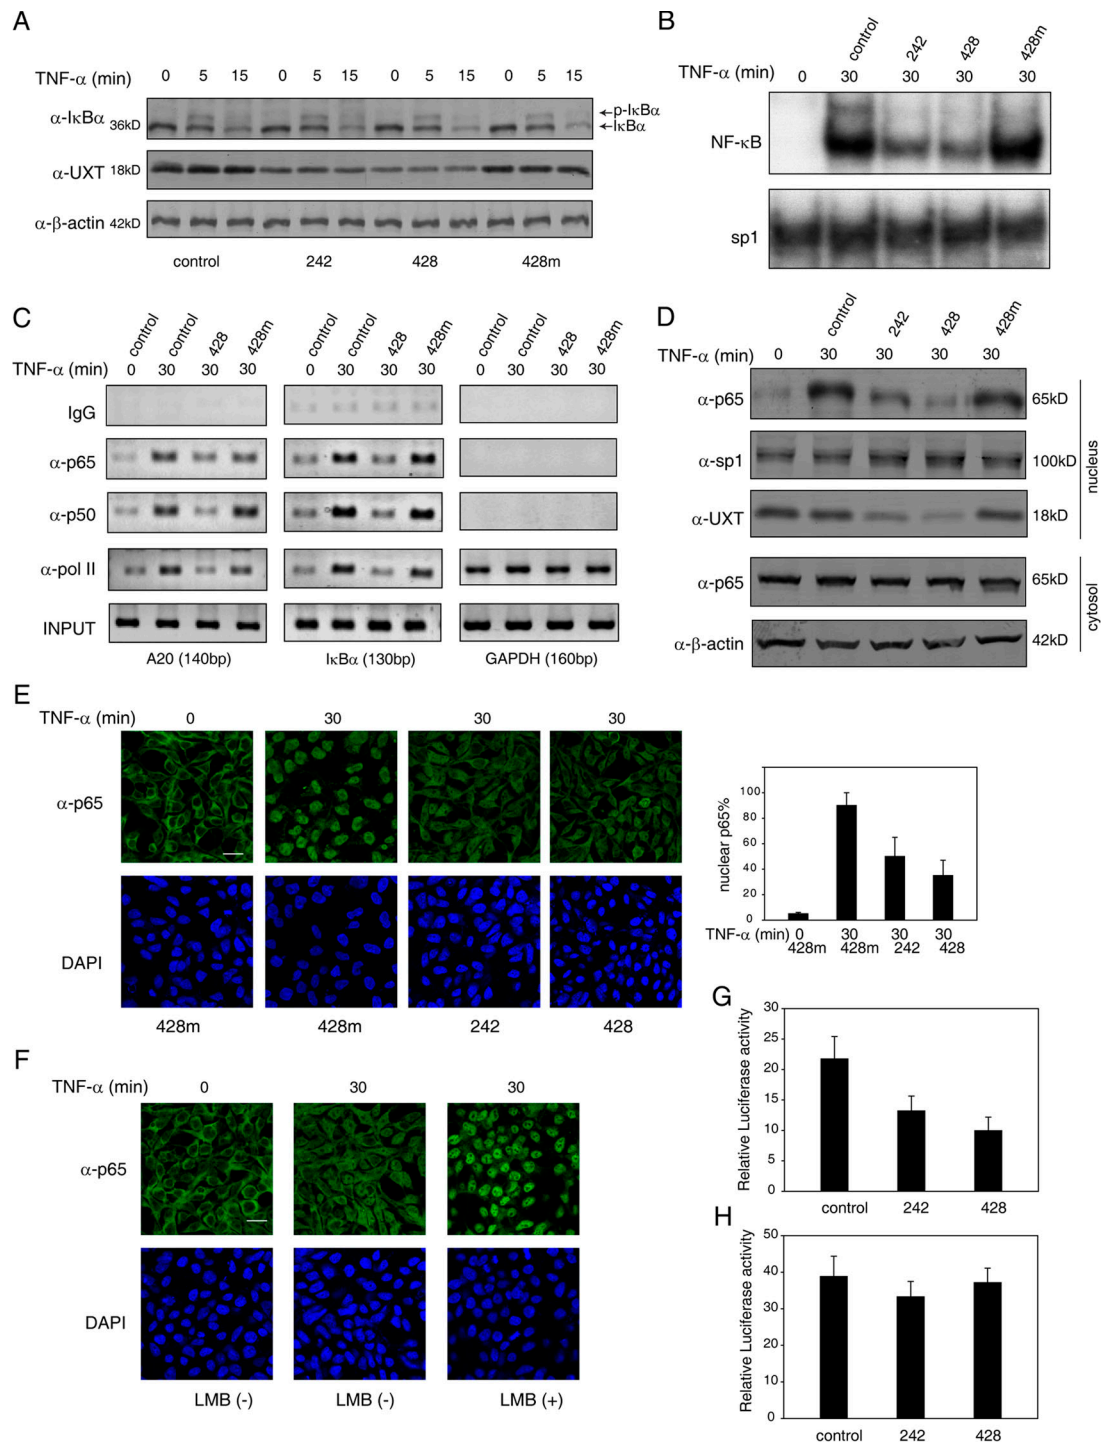 A
TNF-α (min) 0 5 15 0 5 15 0 5 15 0 5 15
α-IκBα 36kD
p-IκBα
IκBα
α-UXT 18kD
α-β-actin 42kD
control 242 428 428m
B
control 242 428 428m
TNF-α (min) 0 30 30 30 30
NF-κB
sp1
C
control control 428 428m control control 428 428m control control 428 428m
TNF-α (min) 0 30 30 30 0 30 30 30 0 30 30 30
IgG
α-p65
α-p50
α-pol II
INPUT
A20 (140bp) IκBα (130bp) GAPDH (160bp)
D
control 242 428 428m
TNF-α (min) 0 30 30 30 30
α-p65 65kD
α-sp1 100kD
α-UXT 18kD
nucleus
α-p65 65kD
α-β-actin 42kD
cytosol
E
TNF-α (min) 0 30 30 30
α-p65
DAPI
428m 428m 242 428
nuclear p65%
100
80
60
40
20
0
TNF-α (min) 0 30 30 30
428m 428m 242 428
F
TNF-α (min) 0 30 30
α-p65
DAPI
LMB (-) LMB (-) LMB (+)
G
Relative Luciferase activity
30
25
20
15
10
5
0
control 242 428
H
Relative Luciferase activity
50
40
30
20
10
0
control 242 428